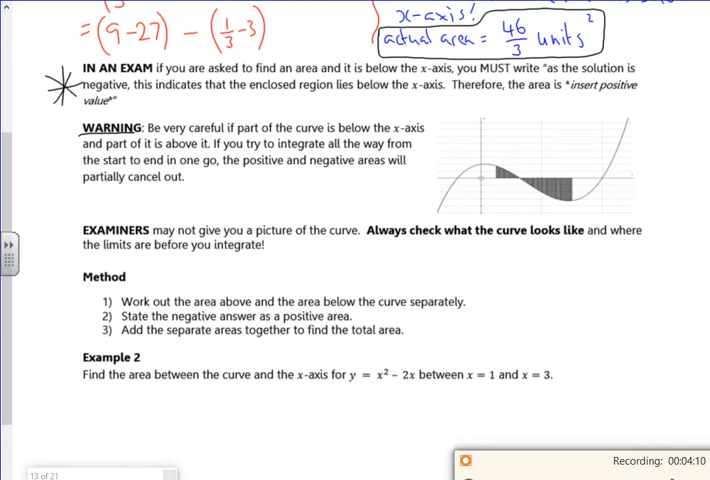 x-axis!
= (9 - 27) - (1/3 - 3)
actual area = 46/3 units²
IN AN EXAM if you are asked to find an area and it is below the x-axis, you MUST write "as the solution is
negative, this indicates that the enclosed region lies below the x-axis. Therefore, the area is *insert positive
value*"
WARNING: Be very careful if part of the curve is below the x-axis
and part of it is above it. If you try to integrate all the way from
the start to end in one go, the positive and negative areas will
partially cancel out.
EXAMINERS may not give you a picture of the curve. Always check what the curve looks like and where
the limits are before you integrate!
Method
1) Work out the area above and the area below the curve separately.
2) State the negative answer as a positive area.
3) Add the separate areas together to find the total area.
Example 2
Find the area between the curve and the x-axis for y = x² − 2x between x = 1 and x = 3.
Recording: 00:04:10
13 of 21